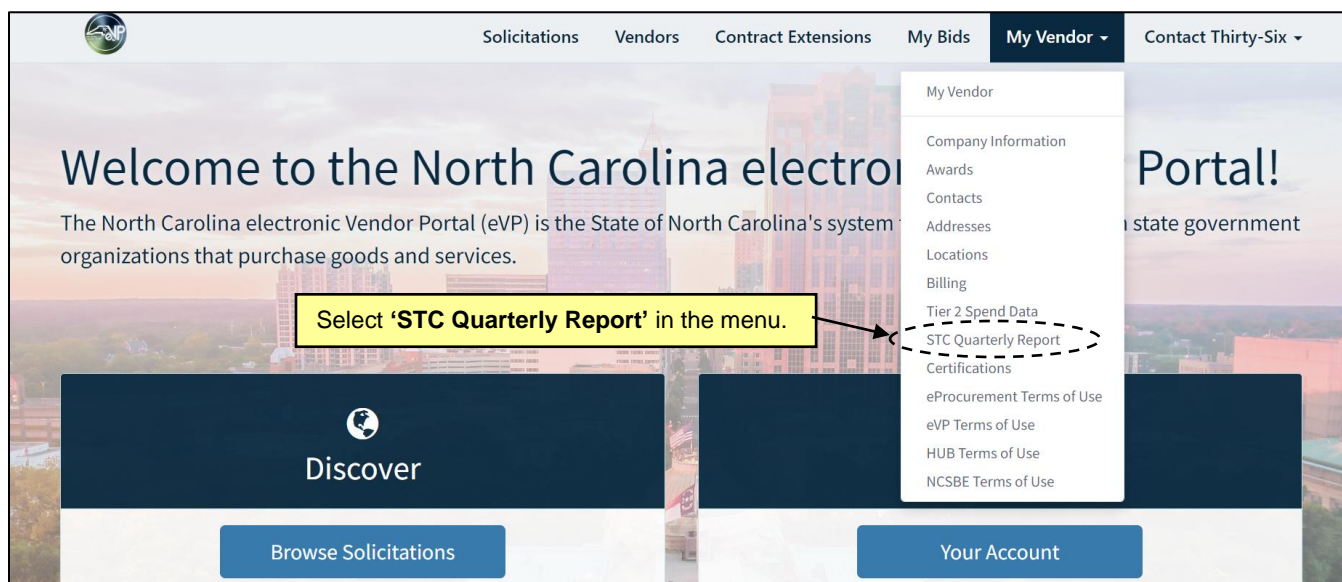 eVP
Solicitations Vendors Contract Extensions My Bids My Vendor Contact Thirty-Six
My Vendor
Company Information
Awards
Contacts
Addresses
Locations
Billing
Tier 2 Spend Data
STC Quarterly Report
Certifications
eProcurement Terms of Use
eVP Terms of Use
HUB Terms of Use
NCSBE Terms of Use
Welcome to the North Carolina electro Portal!
The North Carolina electronic Vendor Portal (eVP) is the State of North Carolina's system state government
organizations that purchase goods and services.
Select ‘STC Quarterly Report’ in the menu.
Discover
Browse Solicitations
Your Account